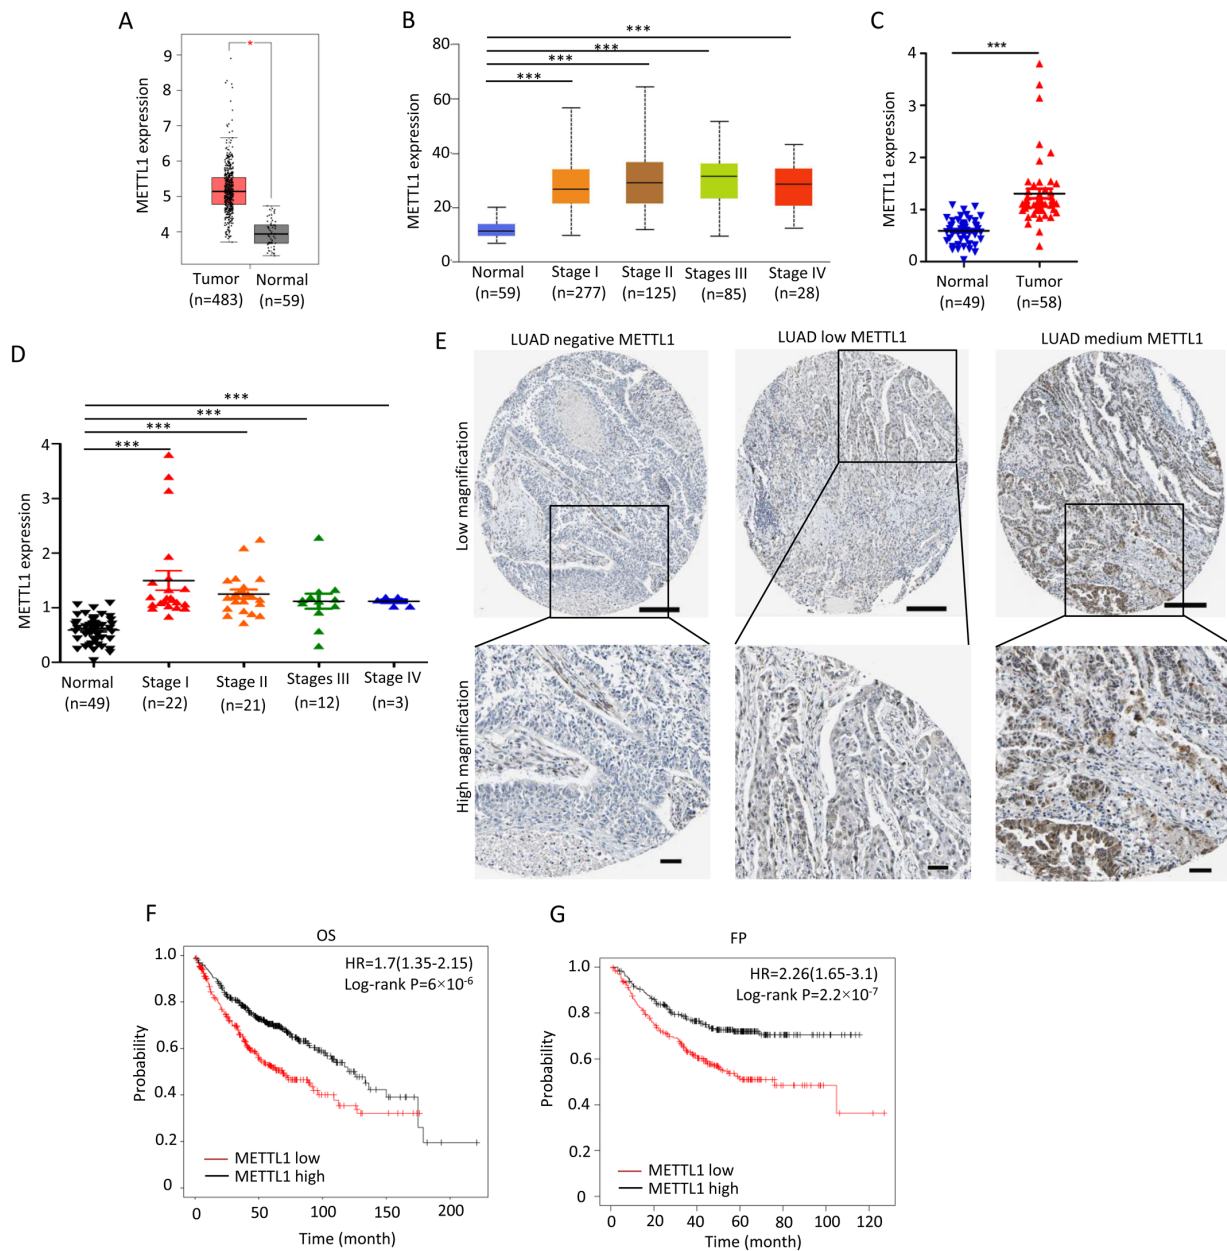 A
METTL1 expression
9
8
7
6
5
4
*
Tumor
(n=483)
Normal
(n=59)
B
METTL1 expression
80
60
40
20
0
***
***
***
***
Normal
(n=59)
Stage I
(n=277)
Stage II
(n=125)
Stages III
(n=85)
Stage IV
(n=28)
C
METTL1 expression
4
3
2
1
0
***
Normal
(n=49)
Tumor
(n=58)
D
METTL1 expression
4
3
2
1
0
***
***
***
***
Normal
(n=49)
Stage I
(n=22)
Stage II
(n=21)
Stages III
(n=12)
Stage IV
(n=3)
E
LUAD negative METTL1
LUAD low METTL1
LUAD medium METTL1
Low magnification
High magnification
F
OS
HR=1.7(1.35-2.15)
Log-rank P=6×10⁻⁶
Probability
1.0
0.8
0.6
0.4
0.2
0
METTL1 low
METTL1 high
0 50 100 150 200
Time (month)
G
FP
HR=2.26(1.65-3.1)
Log-rank P=2.2×10⁻⁷
Probability
1.0
0.8
0.6
0.4
0.2
0
METTL1 low
METTL1 high
0 20 40 60 80 100 120
Time (month)